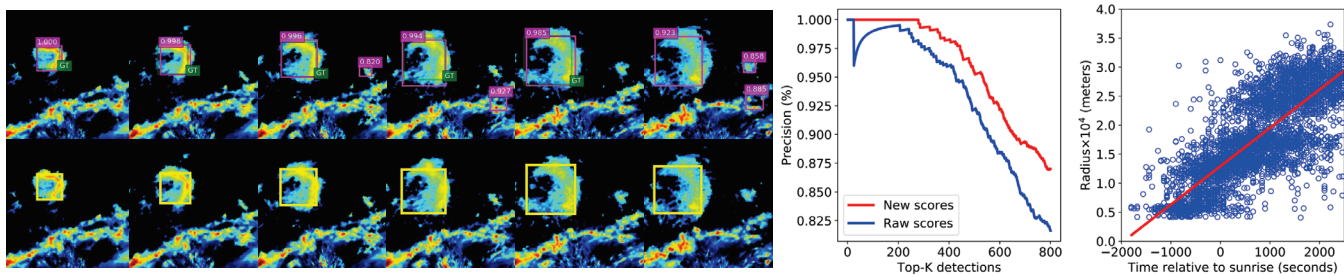 1.000
GT
0.998
GT
0.996
0.820
GT
0.994
GT
0.927
0.985
GT
0.923
0.858
0.885
1.000
0.975
0.950
0.925
0.900
0.875
0.850
0.825
Precision (%)
New scores
Raw scores
0 200 400 600 800
Top-K detections
4.0
3.5
3.0
2.5
2.0
1.5
1.0
0.5
0.0
Radius×10⁴ (meters)
−2000 −1000 0 1000 2000
Time relative to sunrise (seconds)